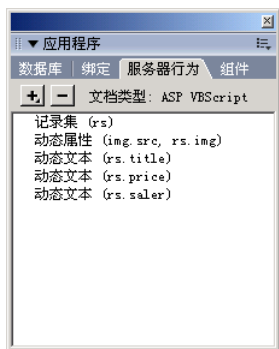 ▼ 应用程序
数据库 绑定 服务器行为 组件
文档类型: ASP VBScript
记录集 (rs)
动态属性 (img.src, rs.img)
动态文本 (rs.title)
动态文本 (rs.price)
动态文本 (rs.saler)